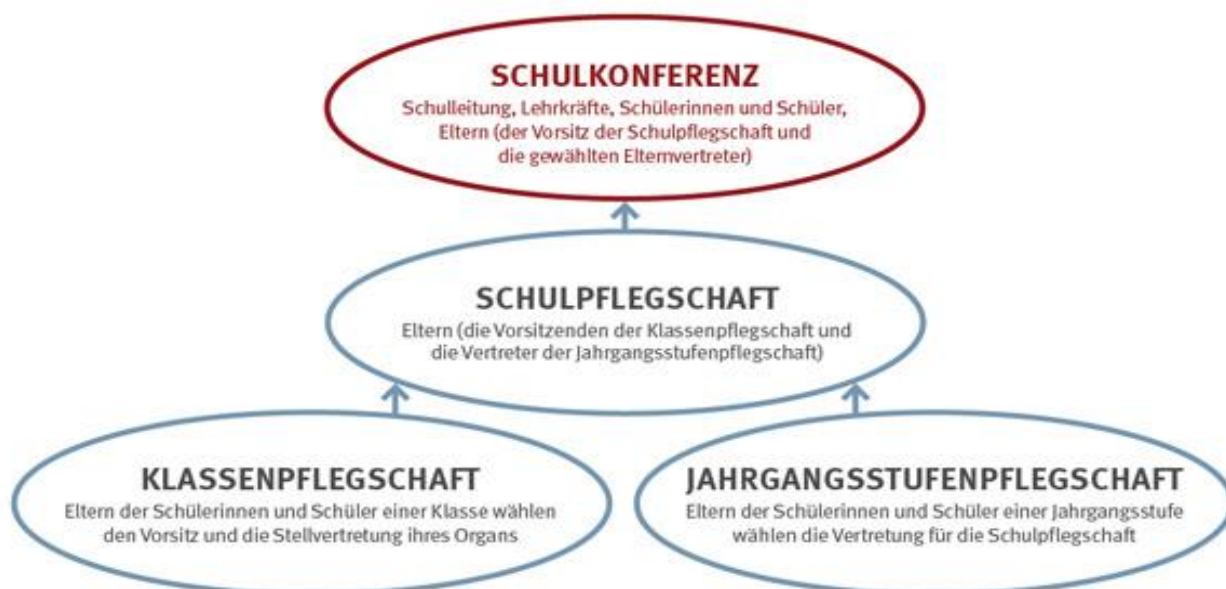 SCHULKONFERENZ
Schulleitung, Lehrkräfte, Schülerinnen und Schüler,
Eltern (der Vorsitz der Schulpflegschaft und
die gewählten Elternvertreter)
SCHULPFLEGSCHAFT
Eltern (die Vorsitzenden der Klassenpflegschaft und
die Vertreter der Jahrgangsstufenpflegschaft)
KLASSENPFLEGSCHAFT
Eltern der Schülerinnen und Schüler einer Klasse wählen
den Vorsitz und die Stellvertretung ihres Organs
JAHRGANGSSTUFENPFLEGSCHAFT
Eltern der Schülerinnen und Schüler einer Jahrgangsstufe
wählen die Vertretung für die Schulpflegschaft